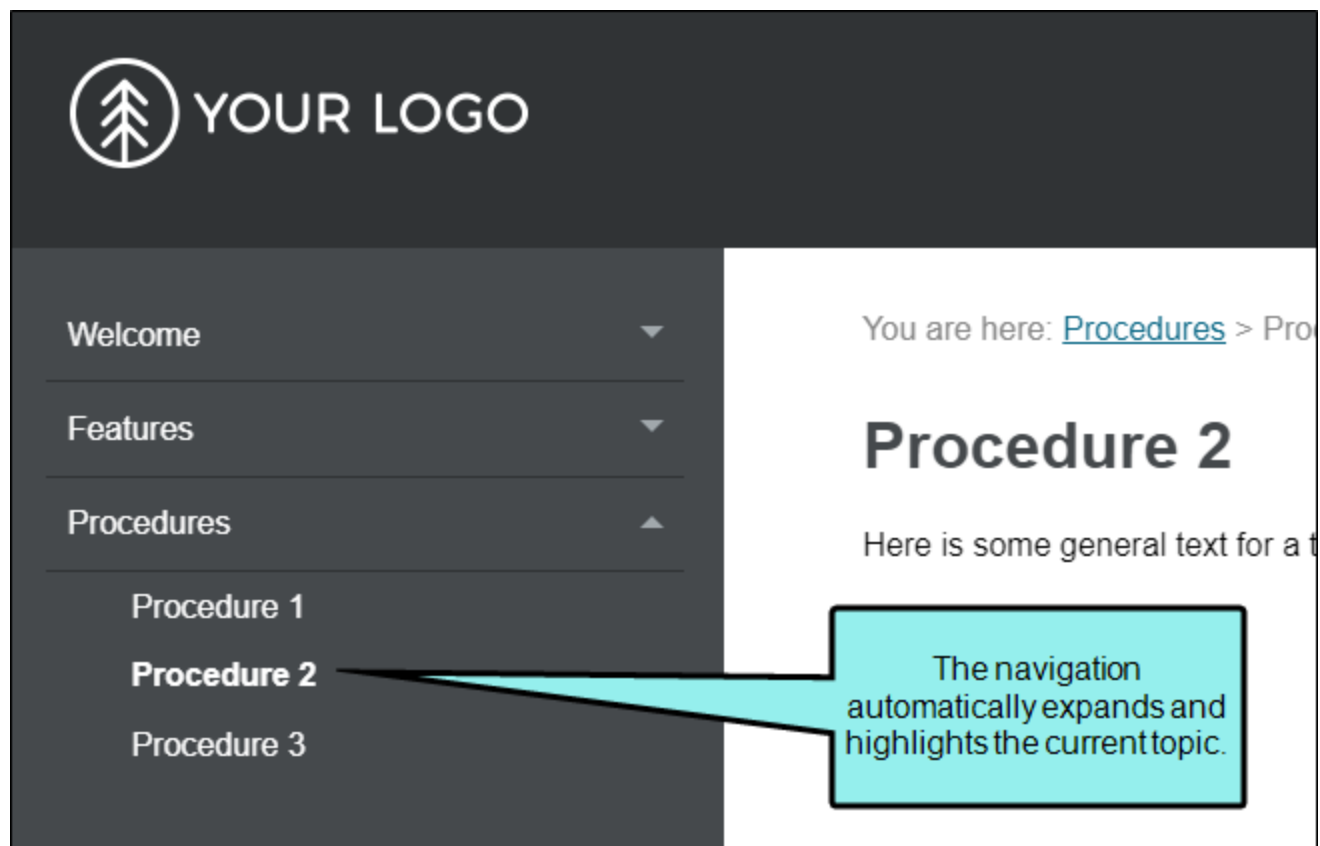 YOUR LOGO
Welcome
Features
Procedures
Procedure 1
Procedure 2
Procedure 3
You are here: Procedures > Pro
Procedure 2
Here is some general text for a t
The navigation
automatically expands and
highlights the current topic.